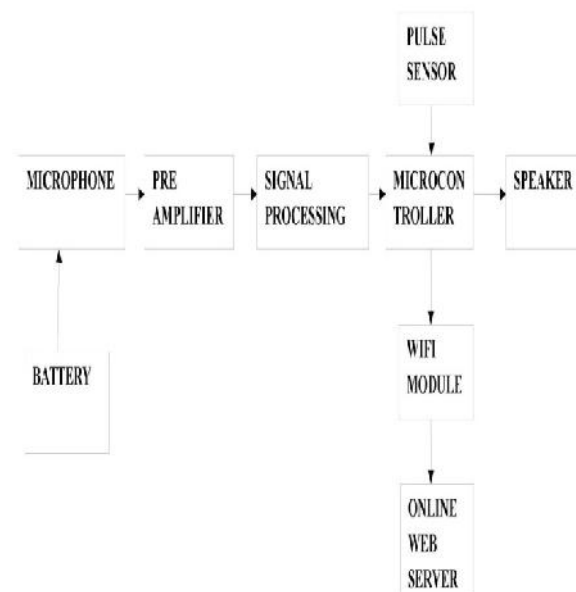 PULSE
SENSOR
MICROPHONE
PRE
AMPLIFIER
SIGNAL
PROCESSING
MICROCON
TROLLER
SPEAKER
BATTERY
WIFI
MODULE
ONLINE
WEB
SERVER